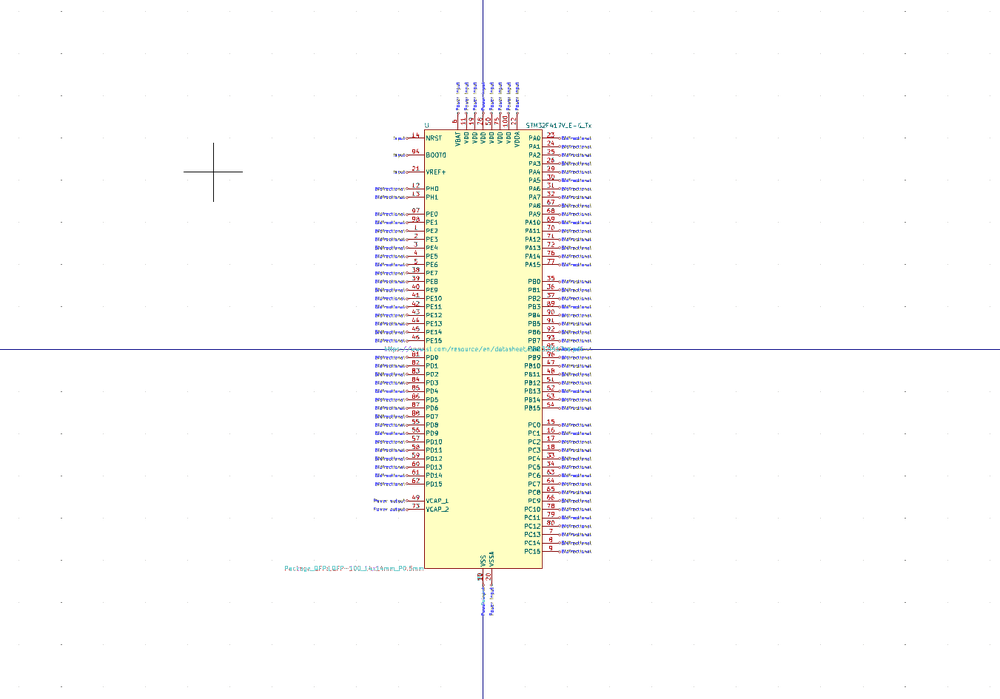 Power input Power input Power input Power input Power input Power input Power input Power input
6 11 19 28 50 75 100 22
U STM32F417V_E-G_Tx
VBAT VDD VDD VDD VDD VDD VDD VDDA
Input 14 NRST PA0 23 Bidirectional
PA1 24 Bidirectional
Input 94 BOOT0 PA2 25 Bidirectional
PA3 26 Bidirectional
Input 21 VREF+ PA4 29 Bidirectional
PA5 30 Bidirectional
Bidirectional 12 PH0 PA6 31 Bidirectional
Bidirectional 13 PH1 PA7 32 Bidirectional
PA8 67 Bidirectional
Bidirectional 97 PE0 PA9 68 Bidirectional
Bidirectional 98 PE1 PA10 69 Bidirectional
Bidirectional 1 PE2 PA11 70 Bidirectional
Bidirectional 2 PE3 PA12 71 Bidirectional
Bidirectional 3 PE4 PA13 72 Bidirectional
Bidirectional 4 PE5 PA14 76 Bidirectional
Bidirectional 5 PE6 PA15 77 Bidirectional
Bidirectional 38 PE7
Bidirectional 39 PE8 PB0 35 Bidirectional
Bidirectional 40 PE9 PB1 36 Bidirectional
Bidirectional 41 PE10 PB2 37 Bidirectional
Bidirectional 42 PE11 PB3 89 Bidirectional
Bidirectional 43 PE12 PB4 90 Bidirectional
Bidirectional 44 PE13 PB5 91 Bidirectional
Bidirectional 45 PE14 PB6 92 Bidirectional
Bidirectional 46 PE15 PB7 93 Bidirectional
.com/resource/en/datasheet
Bidirectional 81 PD0 PB9 96 Bidirectional
Bidirectional 82 PD1 PB10 47 Bidirectional
Bidirectional 83 PD2 PB11 48 Bidirectional
Bidirectional 84 PD3 PB12 51 Bidirectional
Bidirectional 85 PD4 PB13 52 Bidirectional
Bidirectional 86 PD5 PB14 53 Bidirectional
Bidirectional 87 PD6 PB15 54 Bidirectional
Bidirectional 88 PD7
Bidirectional 55 PD8 PC0 15 Bidirectional
Bidirectional 56 PD9 PC1 16 Bidirectional
Bidirectional 57 PD10 PC2 17 Bidirectional
Bidirectional 58 PD11 PC3 18 Bidirectional
Bidirectional 59 PD12 PC4 33 Bidirectional
Bidirectional 60 PD13 PC5 34 Bidirectional
Bidirectional 61 PD14 PC6 63 Bidirectional
Bidirectional 62 PD15 PC7 64 Bidirectional
PC8 65 Bidirectional
Power output 49 VCAP_1 PC9 66 Bidirectional
Power output 73 VCAP_2 PC10 78 Bidirectional
PC11 79 Bidirectional
PC12 80 Bidirectional
PC13 7 Bidirectional
PC14 8 Bidirectional
PC15 9 Bidirectional
VSS VSSA
Package_QFP:LQFP-100_14x14mm_P0.5mm
20
Power input Power input